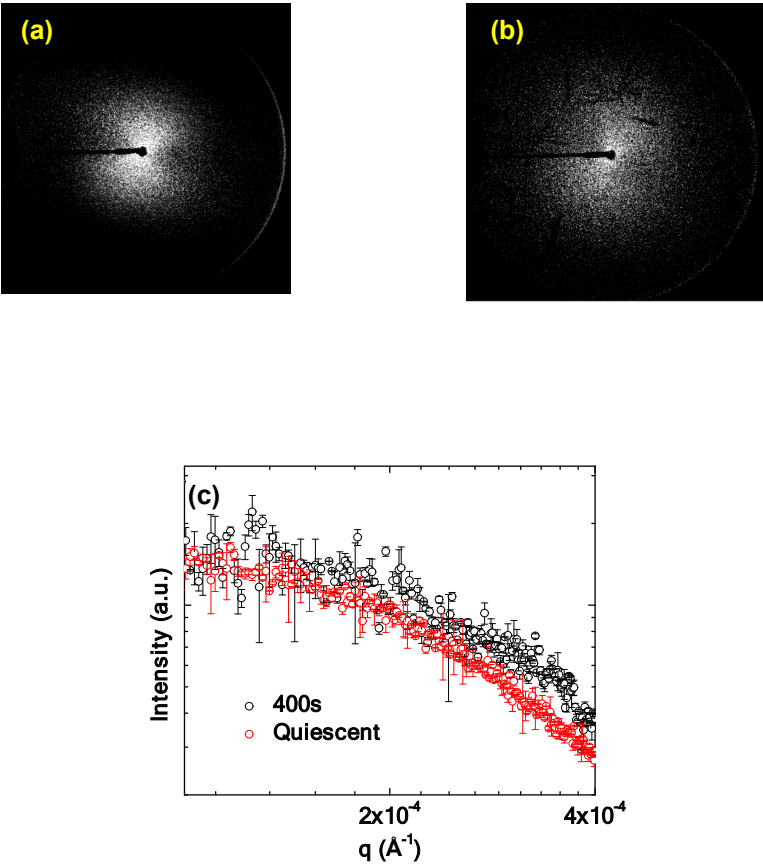 (a)
(b)
(c)
Intensity (a.u.)
400s
Quiescent
2x10⁻⁴
4x10⁻⁴
q (Å⁻¹)